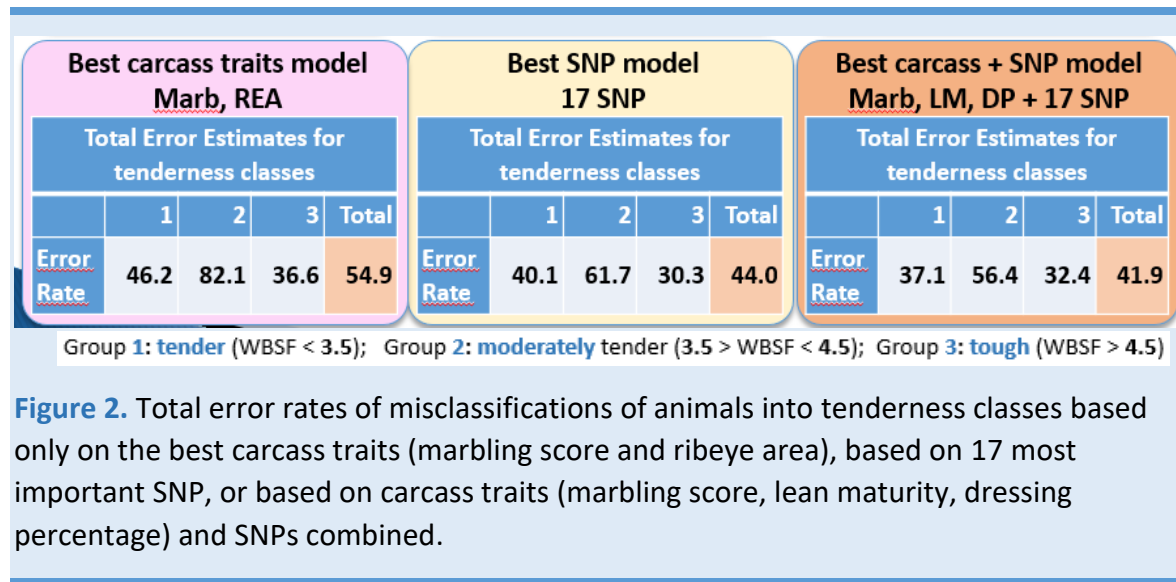 Best carcass traits model
Marb, REA
Total Error Estimates for
tenderness classes
1 2 3 Total
Error
Rate
46.2 82.1 36.6 54.9
Best SNP model
17 SNP
Total Error Estimates for
tenderness classes
1 2 3 Total
Error
Rate
40.1 61.7 30.3 44.0
Best carcass + SNP model
Marb, LM, DP + 17 SNP
Total Error Estimates for
tenderness classes
1 2 3 Total
Error
Rate
37.1 56.4 32.4 41.9
Group 1: tender (WBSF < 3.5); Group 2: moderately tender (3.5 > WBSF < 4.5); Group 3: tough (WBSF > 4.5)
Figure 2. Total error rates of misclassifications of animals into tenderness classes based
only on the best carcass traits (marbling score and ribeye area), based on 17 most
important SNP, or based on carcass traits (marbling score, lean maturity, dressing
percentage) and SNPs combined.